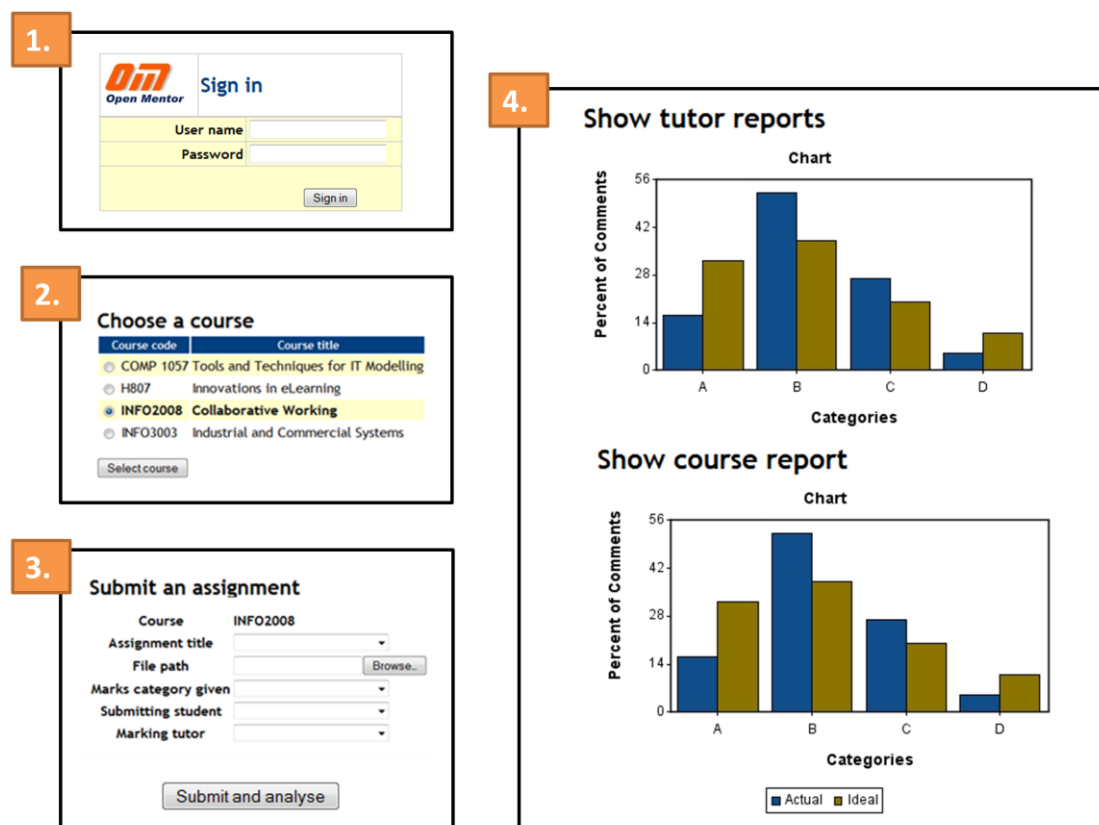 1.
OM
Open Mentor
Sign in
User name
Password
Sign in
2.
Choose a course
Course code Course title
COMP 1057 Tools and Techniques for IT Modelling
H807 Innovations in eLearning
INFO2008 Collaborative Working
INFO3003 Industrial and Commercial Systems
Select course
3.
Submit an assignment
Course INFO2008
Assignment title
File path Browse..
Marks category given
Submitting student
Marking tutor
Submit and analyse
4.
Show tutor reports
Chart
Percent of Comments
56
42
28
14
0
A B C D
Categories
Show course report
Chart
Percent of Comments
56
42
28
14
0
A B C D
Categories
Actual Ideal